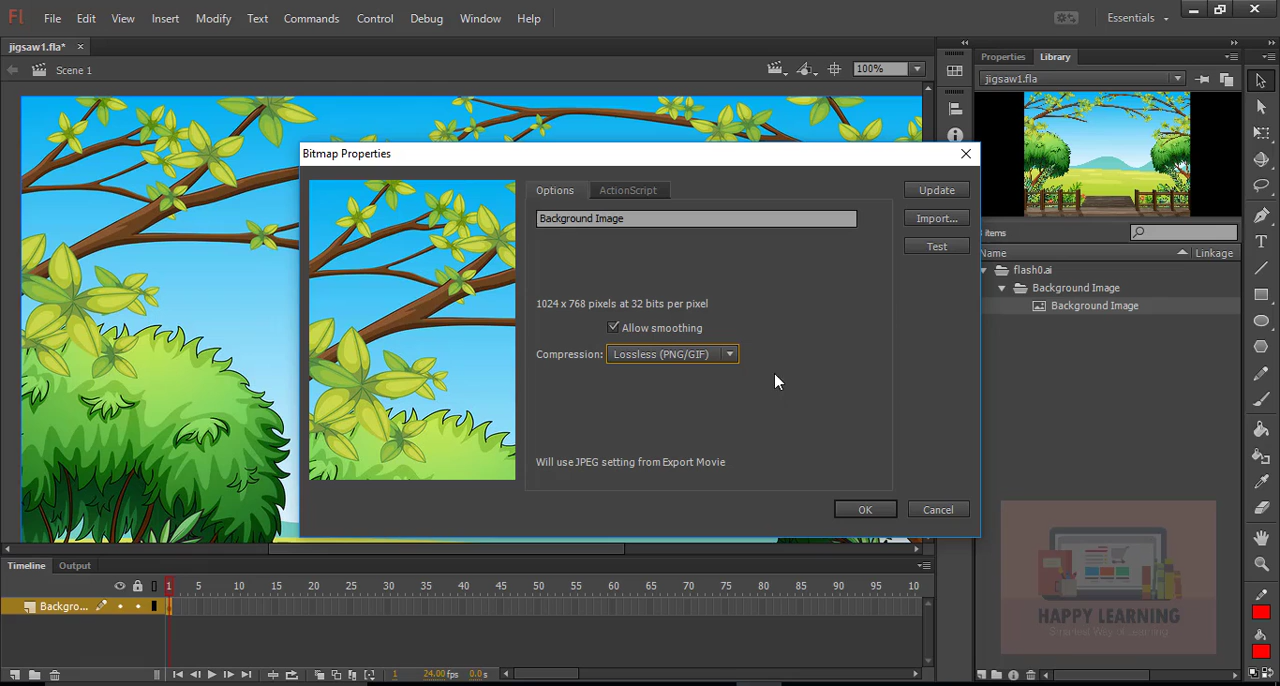 Fl File Edit View Insert Modify Text Commands Control Debug Window Help Essentials
jigsaw1.fla* ×
Scene 1 100%
Properties Library
jigsaw1.fla
Bitmap Properties
Options ActionScript
Background Image
1024 x 768 pixels at 32 bits per pixel
Allow smoothing
Compression: Lossless (PNG/GIF)
Will use JPEG setting from Export Movie
Update
Import...
Test
OK Cancel
items
Name Linkage
flash0.ai
Background Image
Background Image
Timeline Output
1 5 10 15 20 25 30 35 40 45 50 55 60 65 70 75 80 85 90 95 10
Backgro...
1 24.00 fps 0.0 s
HAPPY LEARNING